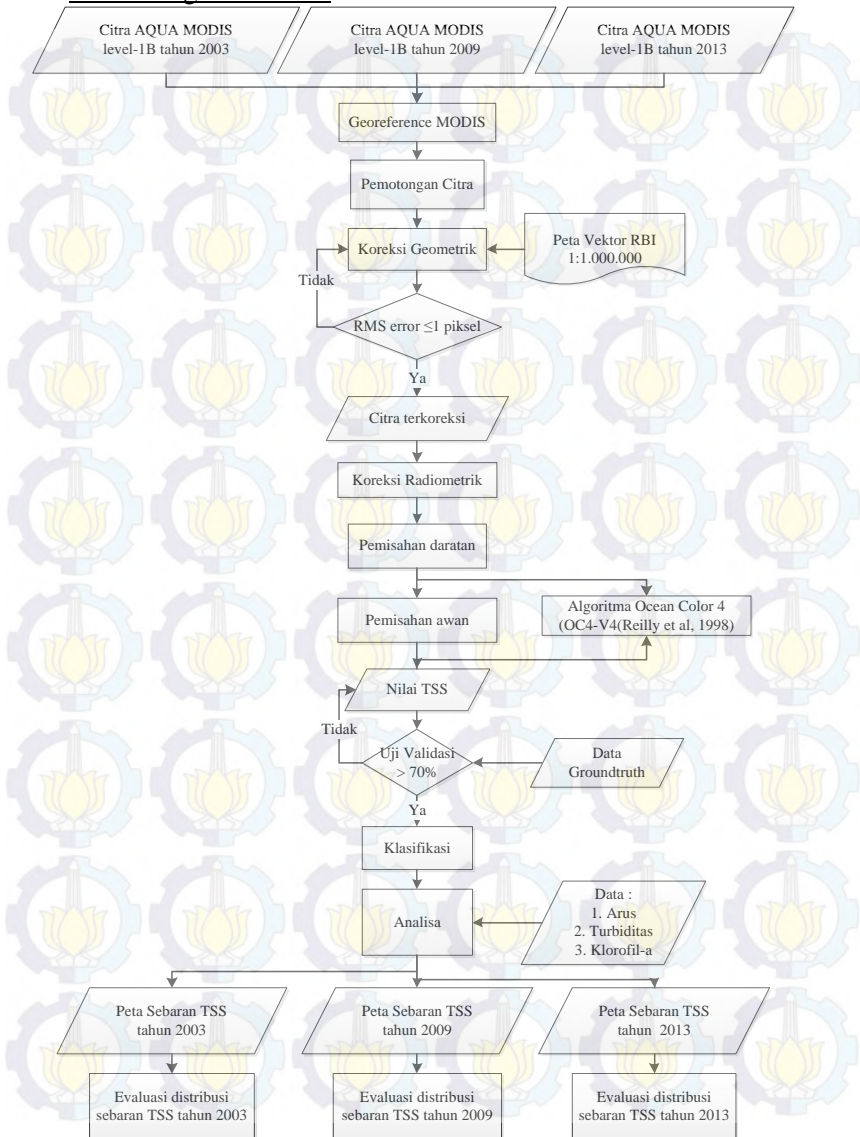 Citra AQUA MODIS
level-1B tahun 2003
Citra AQUA MODIS
level-1B tahun 2009
Citra AQUA MODIS
level-1B tahun 2013
Georeference MODIS
Pemotongan Citra
Koreksi Geometrik
Peta Vektor RBI
1:1.000.000
Tidak
RMS error ≤1 piksel
Ya
Citra terkoreksi
Koreksi Radiometrik
Pemisahan daratan
Pemisahan awan
Algoritma Ocean Color 4
(OC4-V4(Reilly et al, 1998)
Nilai TSS
Tidak
Uji Validasi
> 70%
Data
Groundtruth
Ya
Klasifikasi
Analisa
Data :
1. Arus
2. Turbiditas
3. Klorofil-a
Peta Sebaran TSS
tahun 2003
Peta Sebaran TSS
tahun 2009
Peta Sebaran TSS
tahun 2013
Evaluasi distribusi
sebaran TSS tahun 2003
Evaluasi distribusi
sebaran TSS tahun 2009
Evaluasi distribusi
sebaran TSS tahun 2013